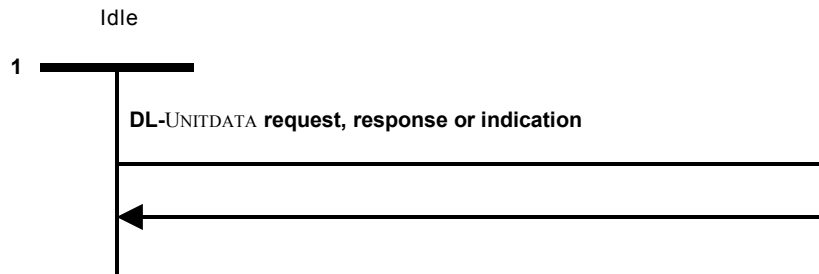 Idle
1
DL-UNITDATA request, response or indication